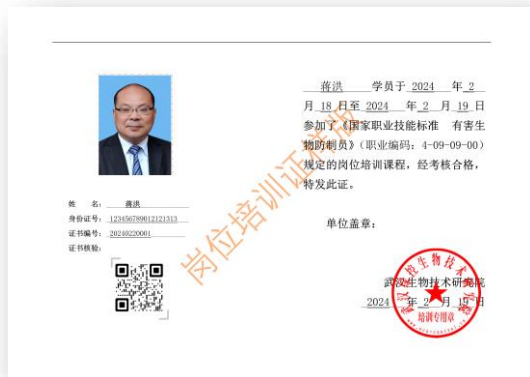 蒋洪 学员于 2024 年 2
月 18 日至 2024 年 2 月 19 日
参加了《国家职业技能标准 有害生
物防制员》(职业编码：4-09-09-00)
规定的岗位培训课程，经考核合格，
特发此证。
单位盖章：
武汉生物技术研究院
2024 年 2 月 19 日
培训专用章
姓 名： 蒋洪
身份证号：123456789012121313
证书编号：20240220001
证书核验：
岗位培训证样版